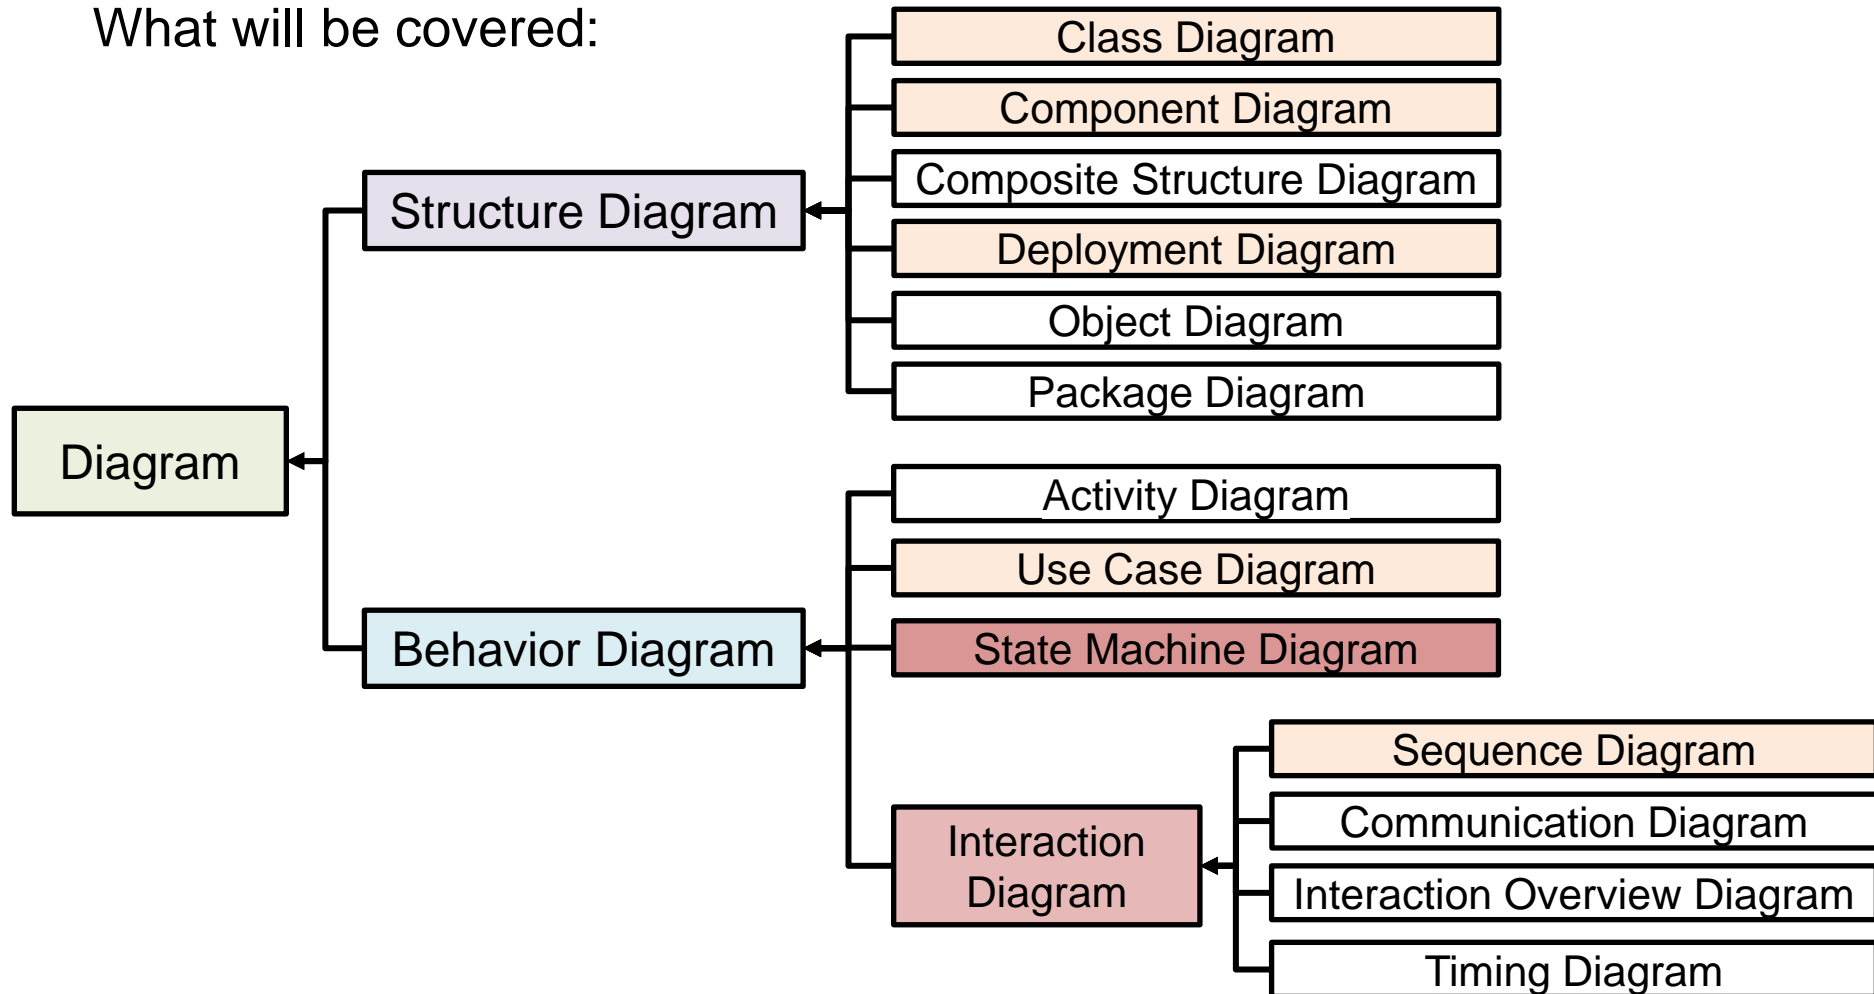 What will be covered:
Class Diagram
Component Diagram
Composite Structure Diagram
Structure Diagram
Deployment Diagram
Object Diagram
Package Diagram
Diagram
Activity Diagram
Use Case Diagram
Behavior Diagram
State Machine Diagram
Sequence Diagram
Communication Diagram
Interaction
Diagram
Interaction Overview Diagram
Timing Diagram